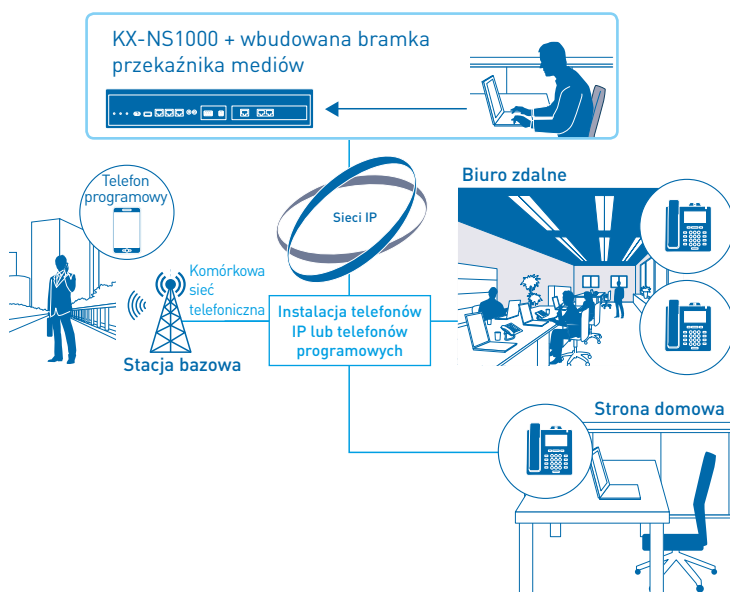 KX-NS1000 + wbudowana bramka
przekaźnika mediów
Telefon
programowy
Sieci IP
Biuro zdalne
Komórkowa
sieć
telefoniczna
Stacja bazowa
Instalacja telefonów
IP lub telefonów
programowych
Strona domowa